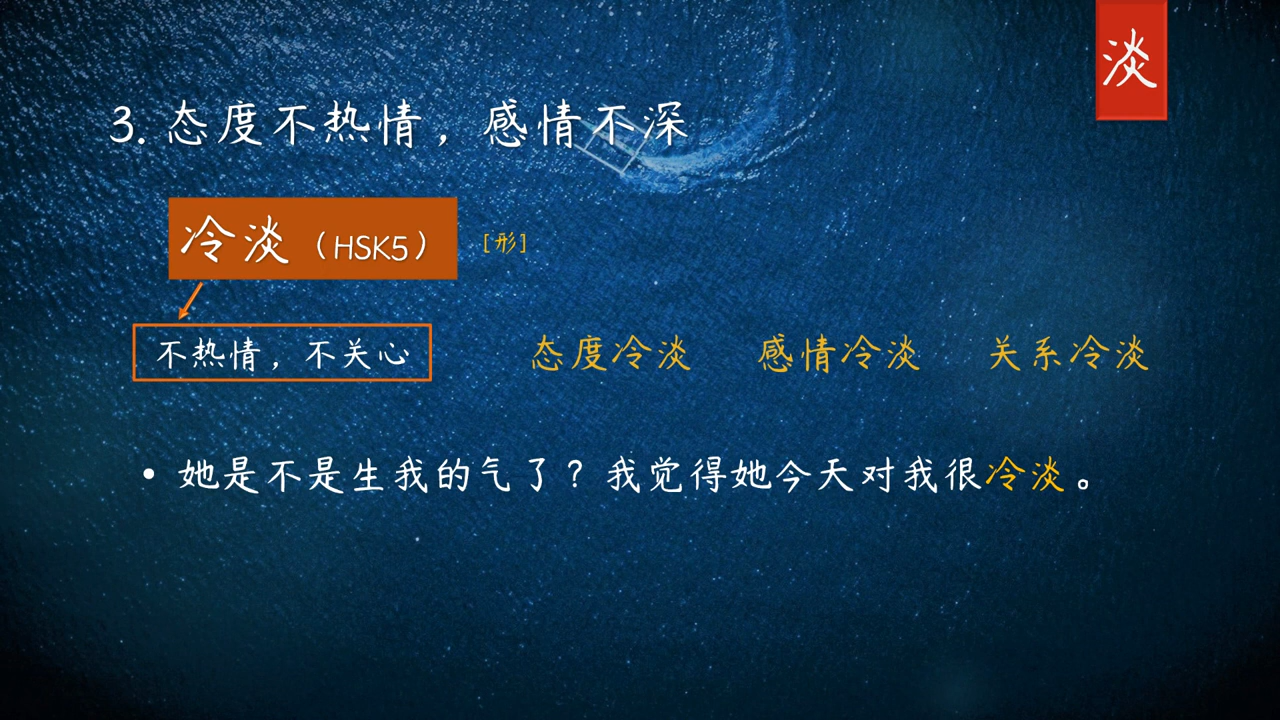 淡
3. 态度不热情，感情不深
冷淡（HSK5） [形]
不热情，不关心 态度冷淡 感情冷淡 关系冷淡
• 她是不是生我的气了？我觉得她今天对我很冷淡。